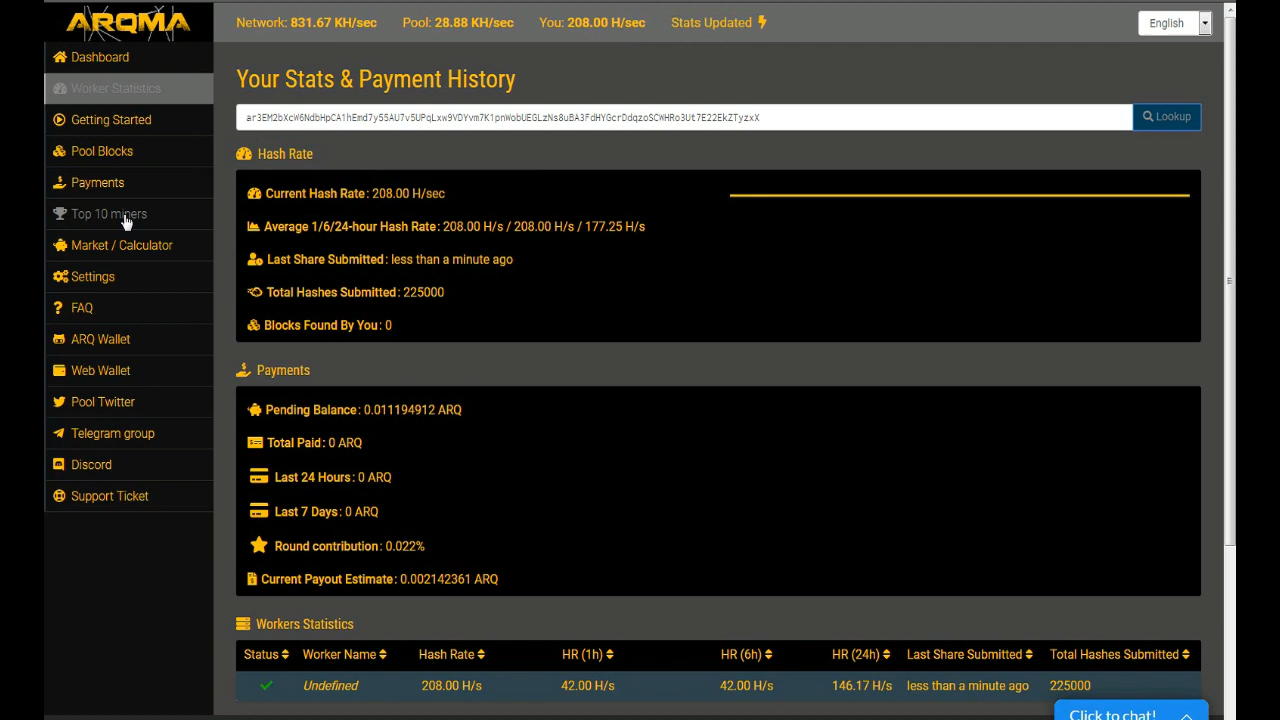 ARQMA
Network: 831.67 KH/sec Pool: 28.88 KH/sec You: 208.00 H/sec Stats Updated English
Dashboard
Worker Statistics
Getting Started
Pool Blocks
Payments
Top 10 miners
Market / Calculator
Settings
FAQ
ARQ Wallet
Web Wallet
Pool Twitter
Telegram group
Discord
Support Ticket
Your Stats & Payment History
ar3EM2bXcW6NdbHpCA1hEmd7y55AU7v5UPqLxw9VDYvm7K1pnWobUEGLzNs8uBA3FdHYGcrDdqzoSCWHRo3Ut7E22EkZTyzxX Lookup
Hash Rate
Current Hash Rate: 208.00 H/sec
Average 1/6/24-hour Hash Rate: 208.00 H/s / 208.00 H/s / 177.25 H/s
Last Share Submitted: less than a minute ago
Total Hashes Submitted: 225000
Blocks Found By You: 0
Payments
Pending Balance: 0.011194912 ARQ
Total Paid: 0 ARQ
Last 24 Hours: 0 ARQ
Last 7 Days: 0 ARQ
Round contribution: 0.022%
Current Payout Estimate: 0.002142361 ARQ
Workers Statistics
Status Worker Name Hash Rate HR (1h) HR (6h) HR (24h) Last Share Submitted Total Hashes Submitted
Undefined 208.00 H/s 42.00 H/s 42.00 H/s 146.17 H/s less than a minute ago 225000
Click to chat!